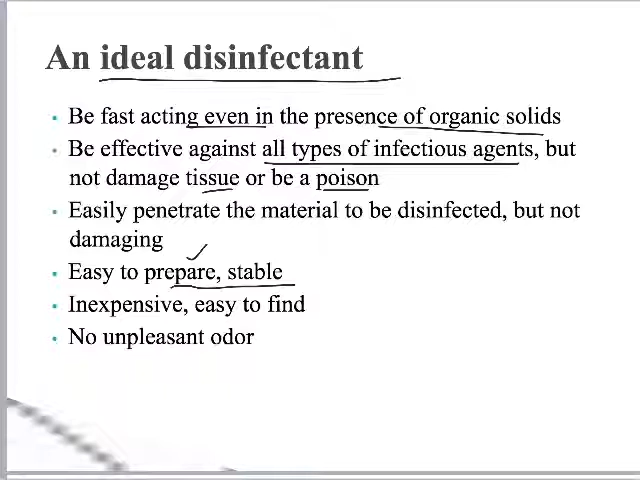 An ideal disinfectant
• Be fast acting even in the presence of organic solids
• Be effective against all types of infectious agents, but
not damage tissue or be a poison
• Easily penetrate the material to be disinfected, but not
damaging
• Easy to prepare, stable
• Inexpensive, easy to find
• No unpleasant odor